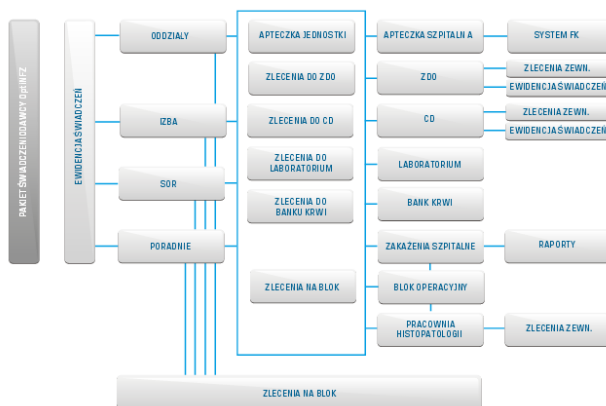 PAKIET ŚWIADCZENIODAWCY OptiNFZ
EWIDENCJA ŚWIADCZEŃ
ODDZIAŁY
IZBA
SOR
PORADNIE
APTECZKA JEDNOSTKI
ZLECENIA DO ZDO
ZLECENIA DO CD
ZLECENIA DO
LABORATORIUM
ZLECENIA DO
BANKU KRWI
ZLECENIA NA BLOK
APTECZKA SZPITALNA
ZDO
CD
LABORATORIUM
BANK KRWI
ZAKAŻENIA SZPITALNE
BLOK OPERACYJNY
PRACOWNIA
HISTOPATOLOGII
SYSTEM FK
ZLECENIA ZEWN.
EWIDENCJA ŚWIADCZEŃ
ZLECENIA ZEWN.
EWIDENCJA ŚWIADCZEŃ
RAPORTY
ZLECENIA ZEWN.
ZLECENIA NA BLOK